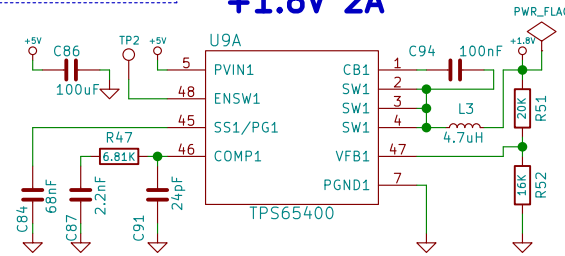 +1.8V 2A
PWR_FLAG
+5V
C86
100uF
TP2
+5V
U9A
C94
100nF
+1.8V
5
PVIN1
CB1
1
48
ENSW1
SW1
2
SW1
3
45
SS1/PG1
SW1
4
L3
4.7uH
20K
R51
R47
6.81K
46
COMP1
VFB1
47
PGND1
7
16K
R52
C84
68nF
C87
2.2nF
C91
24pF
TPS65400